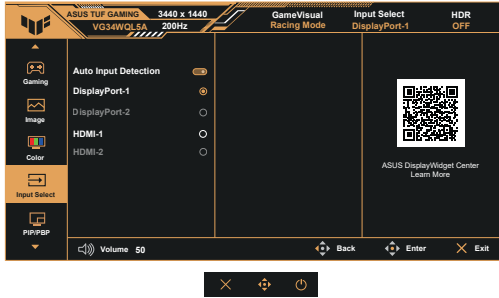 ASUS TUF GAMING 3440 x 1440
VG34WQL5A 200Hz
GameVisual
Racing Mode
Input Select
DisplayPort-1
HDR
OFF
Gaming
Image
Color
Input Select
PIP/PBP
Auto Input Detection
DisplayPort-1
DisplayPort-2
HDMI-1
HDMI-2
ASUS DisplayWidget Center
Learn More
Volume 50
Back
Enter
Exit